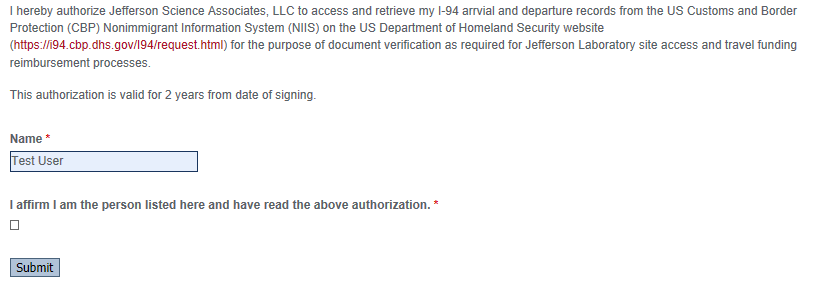 I hereby authorize Jefferson Science Associates, LLC to access and retrieve my I-94 arrvial and departure records from the US Customs and Border
Protection (CBP) Nonimmigrant Information System (NIIS) on the US Department of Homeland Security website
(https://i94.cbp.dhs.gov/I94/request.html) for the purpose of document verification as required for Jefferson Laboratory site access and travel funding
reimbursement processes.
This authorization is valid for 2 years from date of signing.
Name *
Test User
I affirm I am the person listed here and have read the above authorization. *
Submit